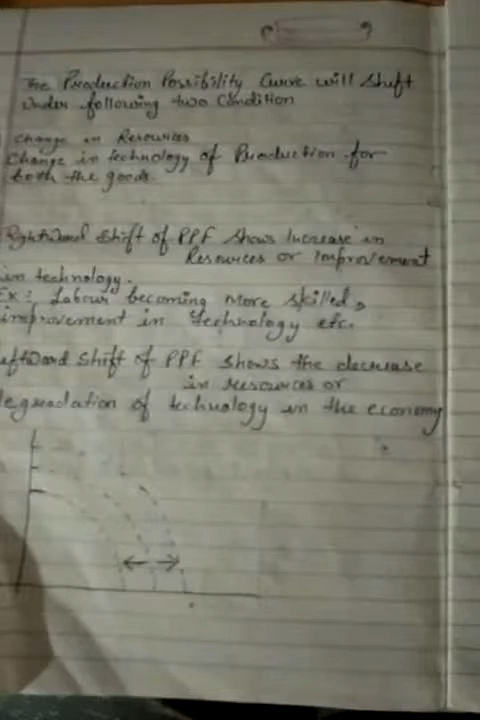 The Production Possibility Curve will Shift
under following two Condition
change in Resources
Change in technology of Production for
both the goods.
Rightward Shift of PPF Shows Increase in
Resources or Improvement
in technology.
Ex: Labour becoming more skilled,
improvement in technology etc.
eftward Shift of PPF Shows the decrease
in resources or
degradation of technology in the economy